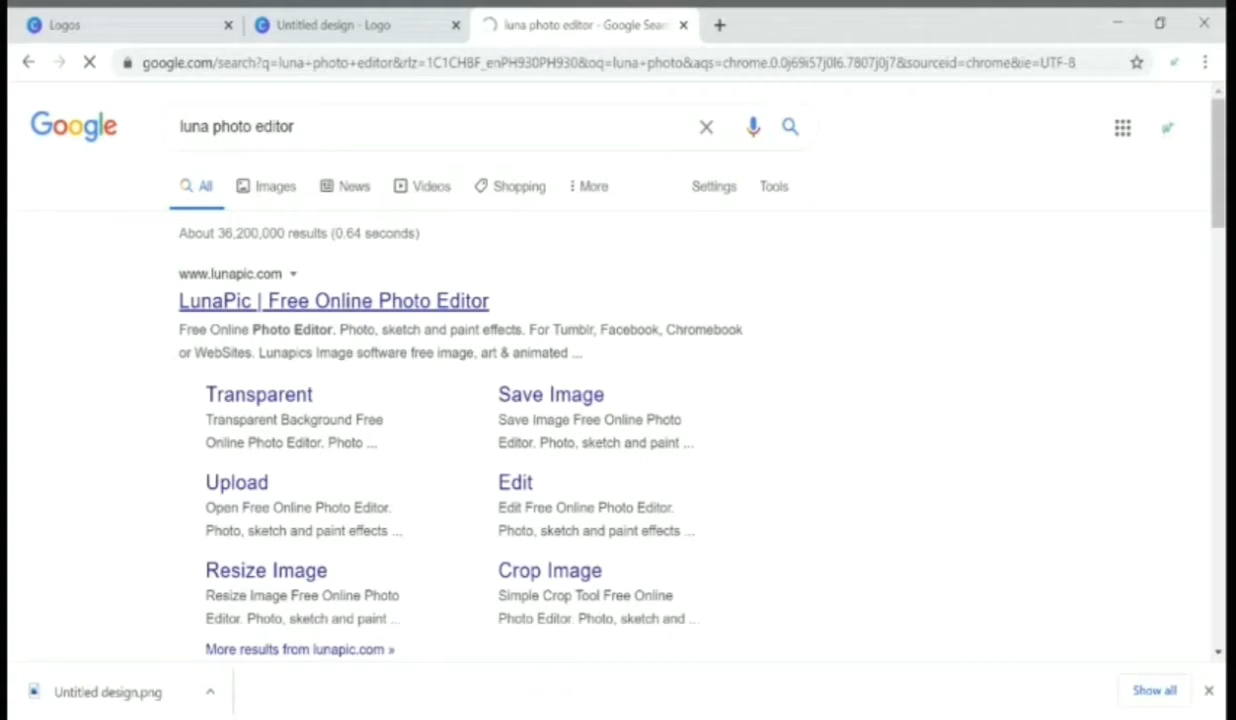 Logos
Untitled design - Logo
luna photo editor - Google Sear
google.com/search?q=luna+photo+editor&rlz=1C1CHBF_enPH930PH930&oq=luna+photo&aqs=chrome.0.0j69i57j0l6.7807j0j7&sourceid=chrome&ie=UTF-8
Google
luna photo editor
All Images News Videos Shopping More Settings Tools
About 36,200,000 results (0.64 seconds)
www.lunapic.com
LunaPic | Free Online Photo Editor
Free Online Photo Editor. Photo, sketch and paint effects. For Tumblr, Facebook, Chromebook
or WebSites. Lunapics Image software free image, art & animated ...
Transparent
Transparent Background Free
Online Photo Editor. Photo ...
Save Image
Save Image Free Online Photo
Editor. Photo, sketch and paint ...
Upload
Open Free Online Photo Editor.
Photo, sketch and paint effects ...
Edit
Edit Free Online Photo Editor.
Photo, sketch and paint effects ...
Resize Image
Resize Image Free Online Photo
Editor. Photo, sketch and paint ...
Crop Image
Simple Crop Tool Free Online
Photo Editor. Photo, sketch and ...
More results from lunapic.com »
Untitled design.png
Show all